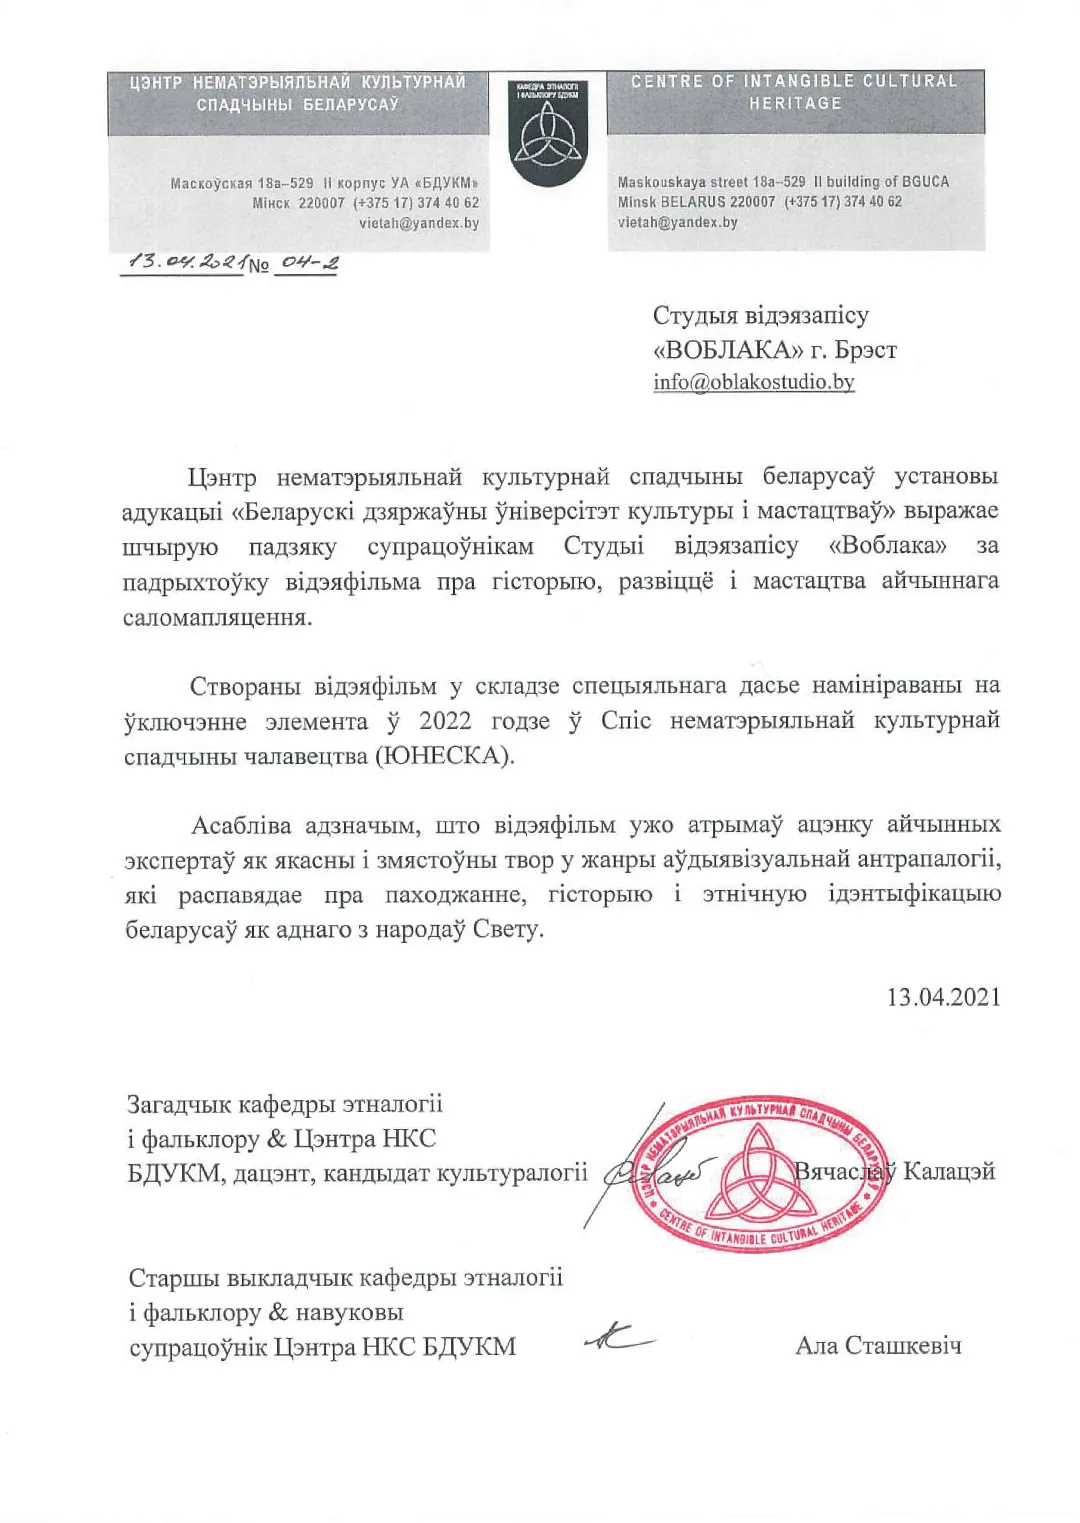 ЦЭНТР НЕМАТЭРЫЯЛЬНАЙ КУЛЬТУРНАЙ
СПАДЧЫНЫ БЕЛАРУСАЎ
Маскоўская 18а–529 II корпус УА «БДУКМ»
Мінск 220007 (+375 17) 374 40 62
vietah@yandex.by
КАФЕДРА ЭТНАЛОГІІ
І ФАЛЬКЛОРУ БДУКМ
CENTRE OF INTANGIBLE CULTURAL
HERITAGE
Maskouskaya street 18a–529 II building of BGUCA
Minsk BELARUS 220007 (+375 17) 374 40 62
vietah@yandex.by
13.04.2021 № 04-2
Студыя відэязапісу
«ВОБЛАКА» г. Брэст
info@oblakostudio.by
Цэнтр нематэрыяльнай культурнай спадчыны беларусаў установы
адукацыі «Беларускі дзяржаўны ўніверсітэт культуры і мастацтваў» выражае
шчырую падзяку супрацоўнікам Студыі відэязапісу «Воблака» за
падрыхтоўку відэяфільма пра гісторыю, развіццё і мастацтва айчыннага
саломапляцення.
Створаны відэяфільм у складзе спецыяльнага дасье намініраваны на
ўключэнне элемента ў 2022 годзе ў Спіс нематэрыяльнай культурнай
спадчыны чалавецтва (ЮНЕСКА).
Асабліва адзначым, што відэяфільм ужо атрымаў ацэнку айчынных
экспертаў як якасны і змястоўны твор у жанры аўдыявізуальнай антрапалогіі,
які распавядае пра паходжанне, гісторыю і этнічную ідэнтыфікацыю
беларусаў як аднаго з народаў Свету.
13.04.2021
Загадчык кафедры этналогіі
і фальклору & Цэнтра НКС
БДУКМ, дацэнт, кандыдат культуралогіі Вячаслаў Калацэй
ЦЭНТР НЕМАТЭРЫЯЛЬНАЙ КУЛЬТУРНАЙ СПАДЧЫНЫ БЕЛАРУСАЎ
CENTRE OF INTANGIBLE CULTURAL HERITAGE
Старшы выкладчык кафедры этналогіі
і фальклору & навуковы
супрацоўнік Цэнтра НКС БДУКМ Ала Сташкевіч